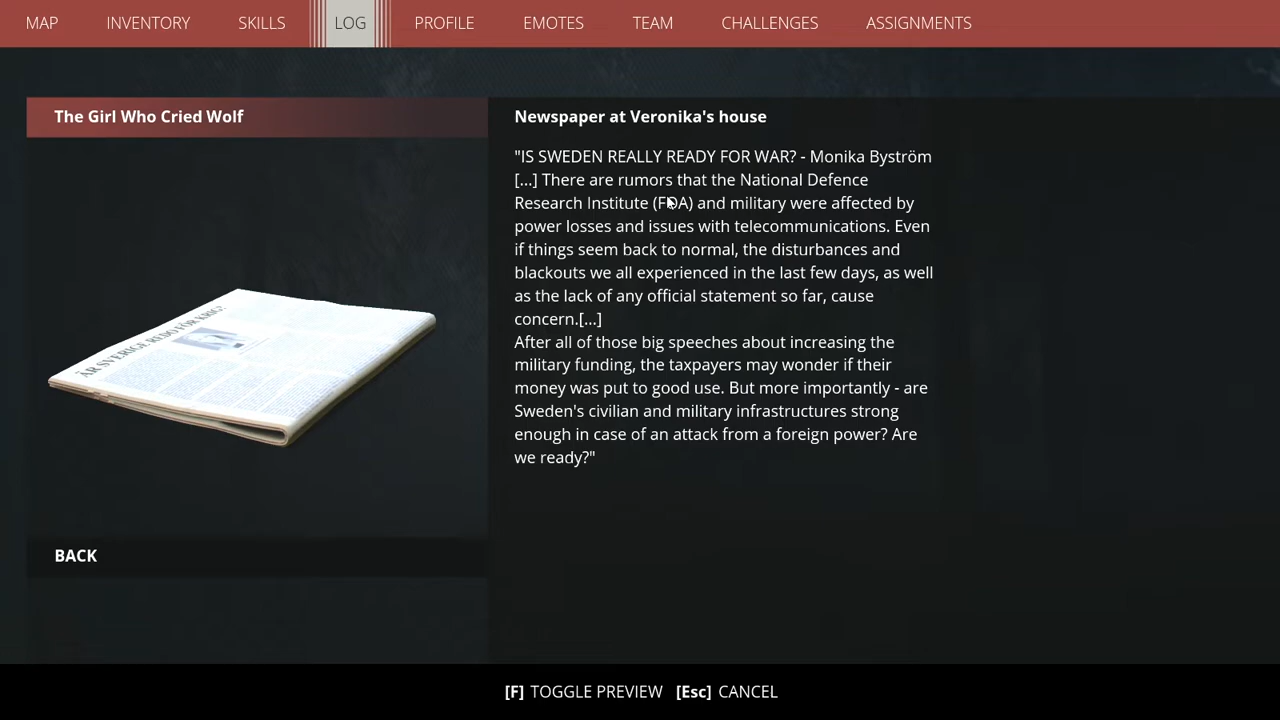 MAP INVENTORY SKILLS LOG PROFILE EMOTES TEAM CHALLENGES ASSIGNMENTS
The Girl Who Cried Wolf
ÄR SVERIGE REDO FÖR KRIG?
BACK
Newspaper at Veronika's house
"IS SWEDEN REALLY READY FOR WAR? - Monika Byström
[...] There are rumors that the National Defence
Research Institute (FOA) and military were affected by
power losses and issues with telecommunications. Even
if things seem back to normal, the disturbances and
blackouts we all experienced in the last few days, as well
as the lack of any official statement so far, cause
concern.[...]
After all of those big speeches about increasing the
military funding, the taxpayers may wonder if their
money was put to good use. But more importantly - are
Sweden's civilian and military infrastructures strong
enough in case of an attack from a foreign power? Are
we ready?"
[F] TOGGLE PREVIEW [Esc] CANCEL